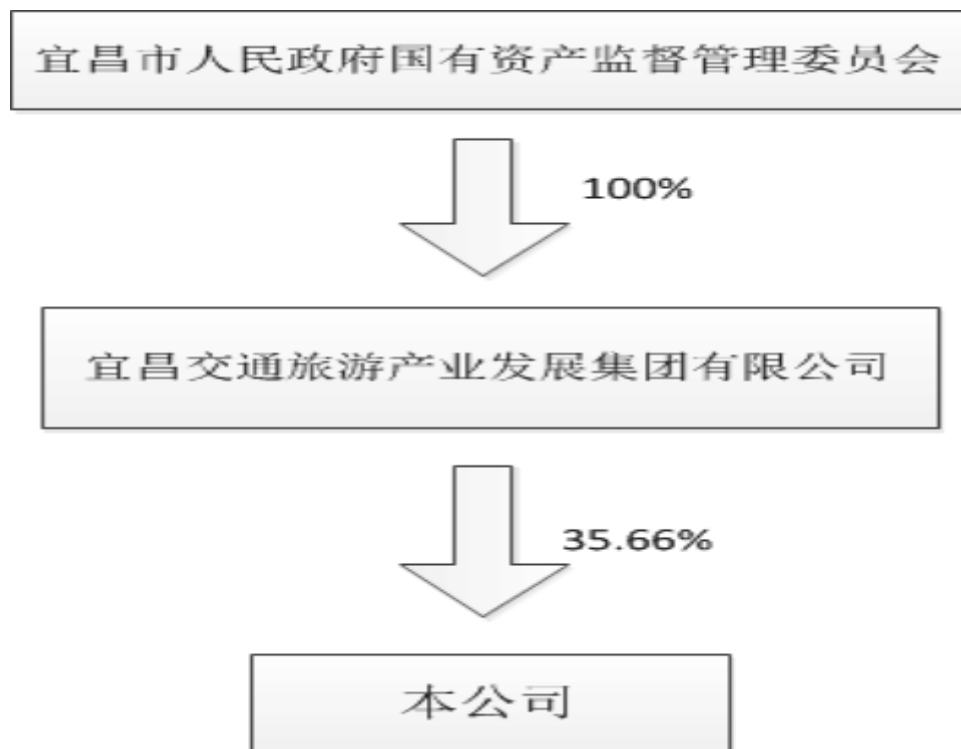 宜昌市人民政府国有资产监督管理委员会
100%
宜昌交通旅游产业发展集团有限公司
35.66%
本公司